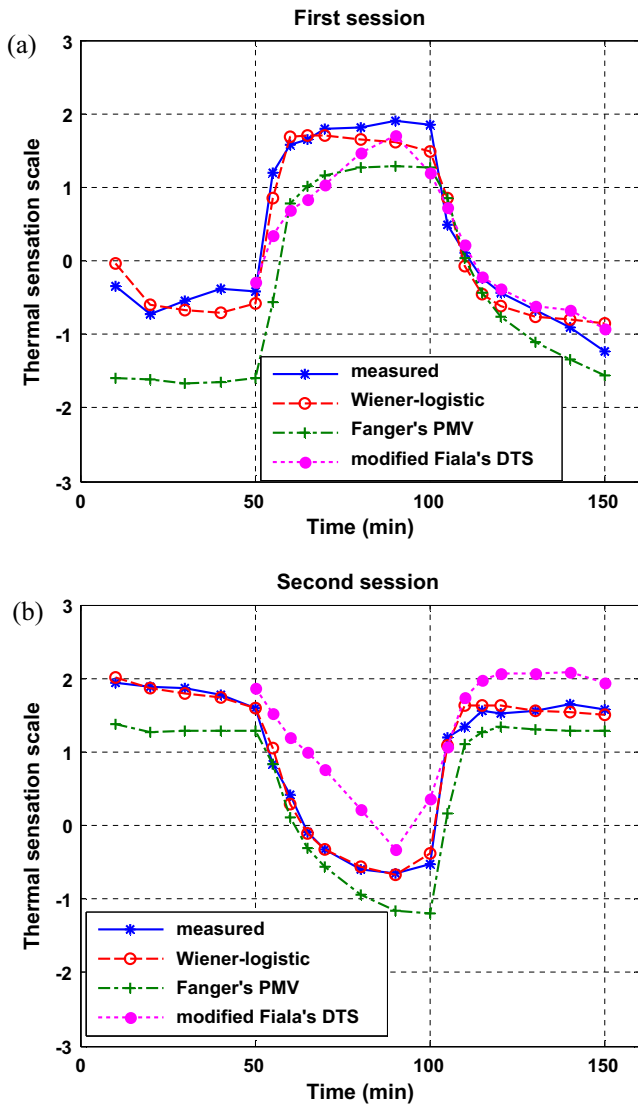 First session
(a)
3
2
1
0
-1
-2
-3
Thermal sensation scale
measured
Wiener-logistic
Fanger's PMV
modified Fiala's DTS
0
50
100
150
Time (min)
Second session
(b)
3
2
1
0
-1
-2
-3
Thermal sensation scale
measured
Wiener-logistic
Fanger's PMV
modified Fiala's DTS
0
50
100
150
Time (min)